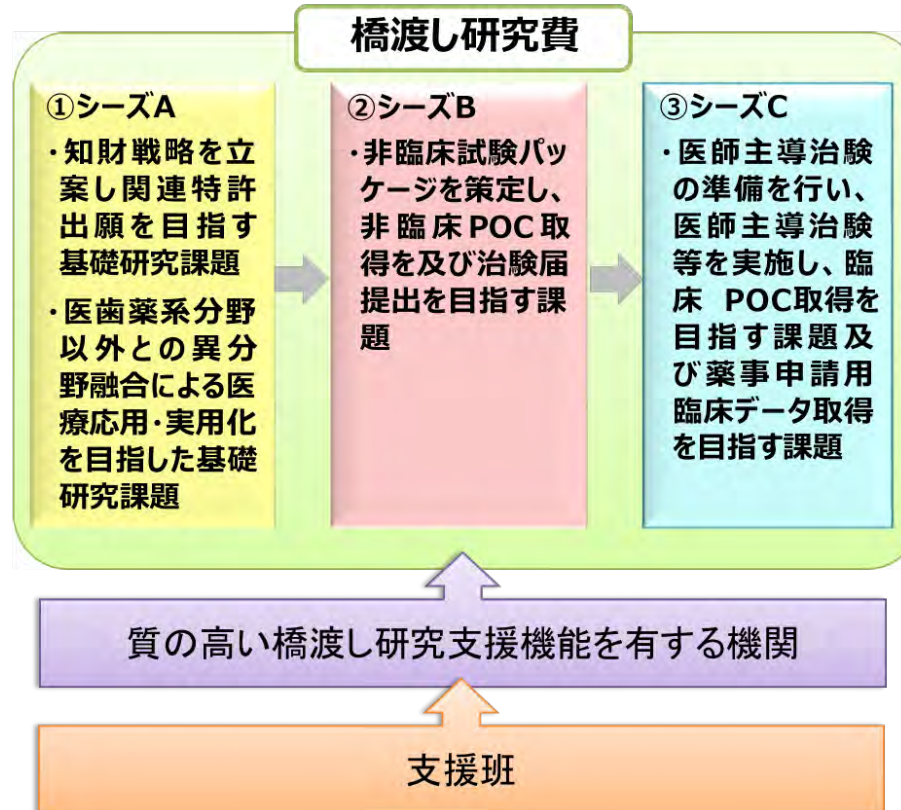 橋渡し研究費
①シーズA
・知財戦略を立
案し関連特許
出願を目指す
基礎研究課題
・医歯薬系分野
以外との異分
野融合による医
療応用・実用化
を目指した基礎
研究課題
②シーズB
・非臨床試験パッ
ケージを策定し、
非臨床POC取
得を及び治験届
提出を目指す課
題
③シーズC
・医師主導治験
の準備を行い、
医師主導治験
等を実施し、臨
床 POC取得を
目指す課題及
び薬事申請用
臨床データ取得
を目指す課題
質の高い橋渡し研究支援機能を有する機関
支援班